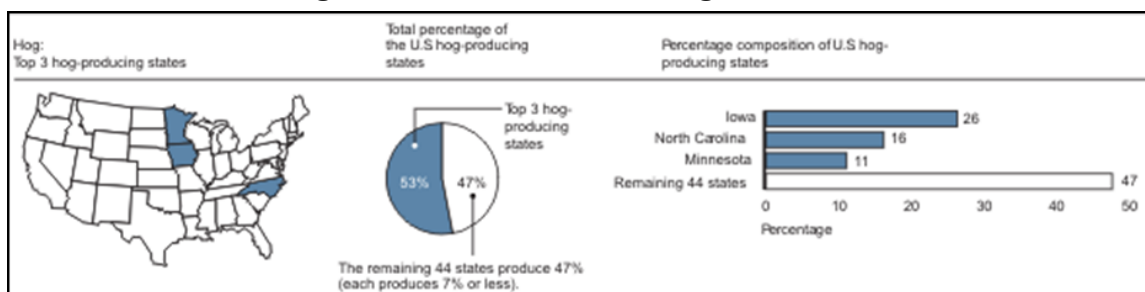 Hog:
Top 3 hog-producing states
Total percentage of
the U.S hog-producing
states
Top 3 hog-
producing
states
53%
47%
The remaining 44 states produce 47%
(each produces 7% or less).
Percentage composition of U.S hog-
producing states
Iowa 26
North Carolina 16
Minnesota 11
Remaining 44 states 47
0 10 20 30 40 50
Percentage